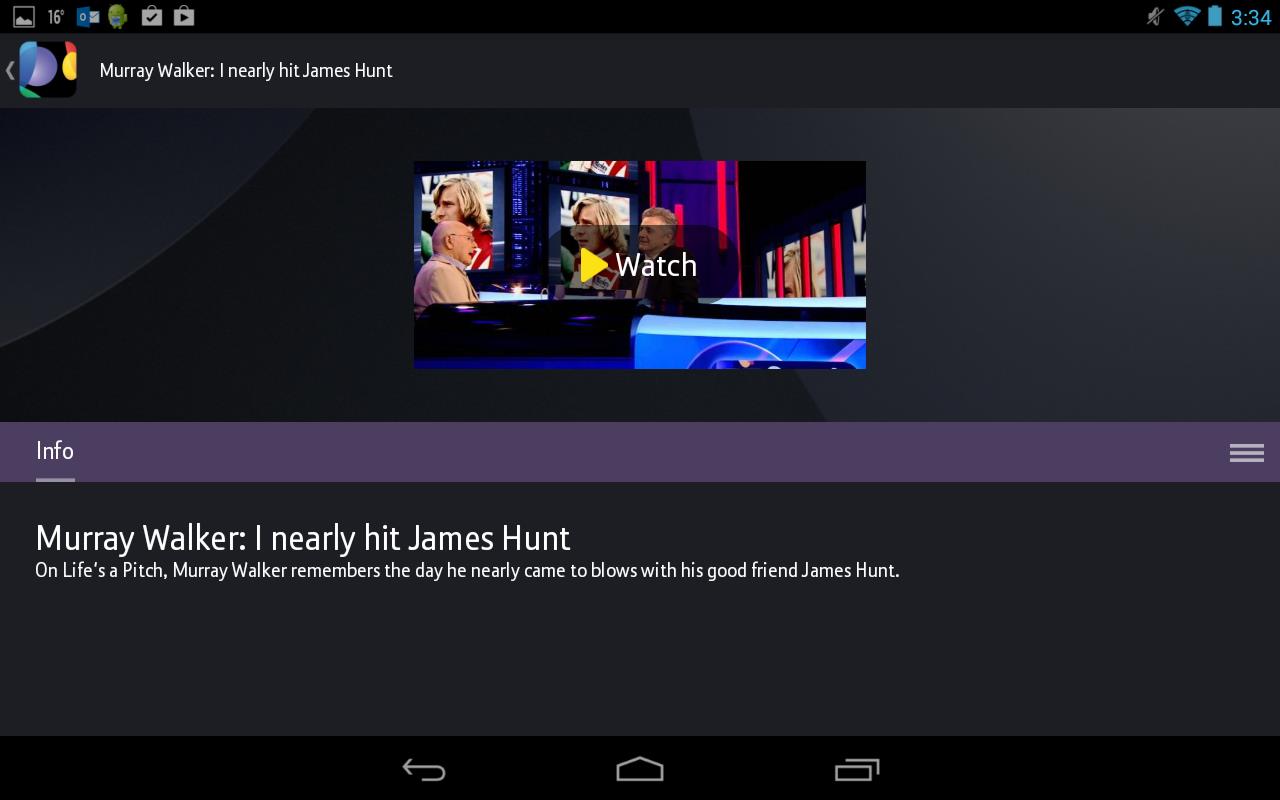 16°
3:34
Murray Walker: I nearly hit James Hunt
Watch
Info
Murray Walker: I nearly hit James Hunt
On Life's a Pitch, Murray Walker remembers the day he nearly came to blows with his good friend James Hunt.